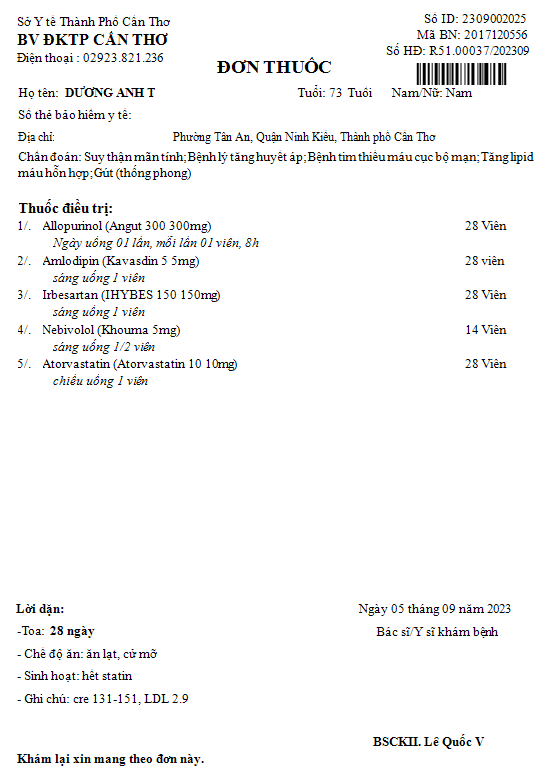 Sở Y tế Thành Phố Cần Thơ
Số ID: 2309002025
BV ĐKTP CẦN THƠ
Mã BN: 2017120556
Điện thoại : 02923.821.236
Số HĐ: R51.00037/202309
ĐƠN THUỐC
Họ tên: DƯƠNG ANH T
Tuổi: 73 Tuổi
Nam/Nữ: Nam
Số thẻ bảo hiểm y tế:
Địa chỉ: Phường Tân An, Quận Ninh Kiều, Thành phố Cần Thơ
Chẩn đoán: Suy thận mãn tính;Bệnh lý tăng huyết áp;Bệnh tim thiếu máu cục bộ mạn;Tăng lipid
máu hỗn hợp;Gút (thống phong)
Thuốc điều trị:
1/. Allopurinol (Angut 300 300mg) 28 Viên
Ngày uống 01 lần, mỗi lần 01 viên, 8h
2/. Amlodipin (Kavasdin 5 5mg) 28 viên
sáng uống 1 viên
3/. Irbesartan (IHYBES 150 150mg) 28 Viên
sáng uống 1 viên
4/. Nebivolol (Khouma 5mg) 14 Viên
sáng uống 1/2 viên
5/. Atorvastatin (Atorvastatin 10 10mg) 28 Viên
chiều uống 1 viên
Lời dặn:
Ngày 05 tháng 09 năm 2023
-Toa: 28 ngày
Bác sĩ/Y sĩ khám bệnh
- Chế độ ăn: ăn lạt, cử mỡ
- Sinh hoạt: hết statin
- Ghi chú: cre 131-151, LDL 2.9
BSCKII. Lê Quốc V
Khám lại xin mang theo đơn này.